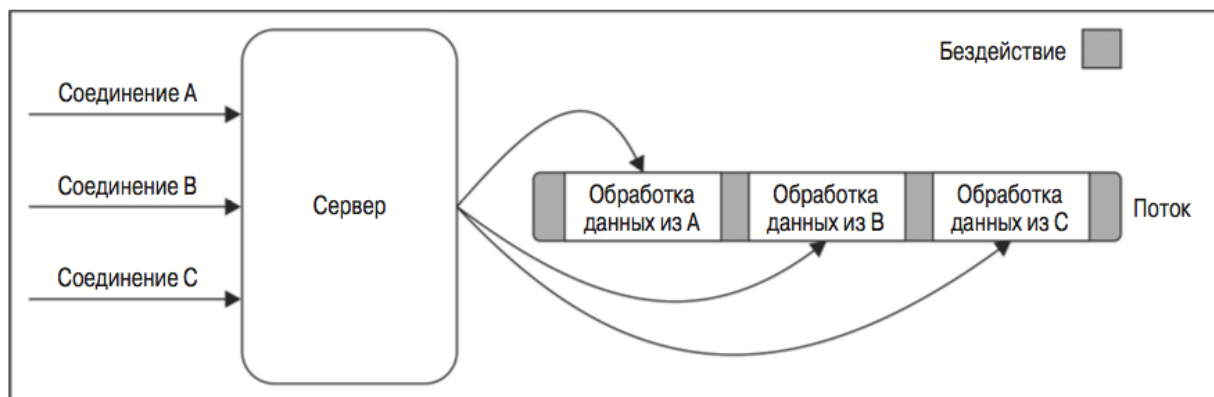 Бездействие
Соединение A
Соединение B
Соединение C
Сервер
Обработка
данных из A
Обработка
данных из B
Обработка
данных из C
Поток